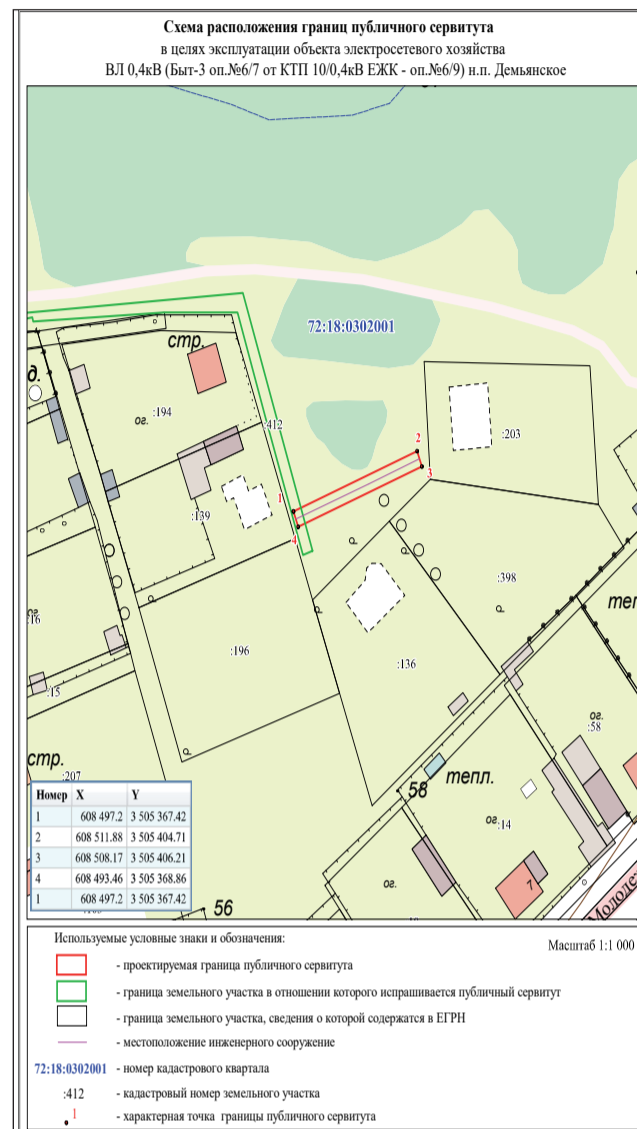 Схема расположения границ публичного сервитута
в целях эксплуатации объекта электросетевого хозяйства
ВЛ 0,4кВ (Быт-3 оп.№6/7 от КТП 10/0,4кВ ЕЖК - оп.№6/9) н.п. Демьянское
72:18:0302001
стр.
д.
:194
ог.
:412
:203
2
3
1
4
:139
:398
ог.
:16
:196
:136
:15
ог.
:58
стр.
:207
58
тепл.
ог.
:14
ог.
7
56
Номер X Y
1 608 497.2 3 505 367.42
2 608 511.88 3 505 404.71
3 608 508.17 3 505 406.21
4 608 493.46 3 505 368.86
1 608 497.2 3 505 367.42
Используемые условные знаки и обозначения:
Масштаб 1:1 000
- проектируемая граница публичного сервитута
- граница земельного участка в отношении которого испрашивается публичный сервитут
- граница земельного участка, сведения о которой содержатся в ЕГРН
- местоположение инженерного сооружение
72:18:0302001 - номер кадастрового квартала
:412 - кадастровый номер земельного участка
1 - характерная точка границы публичного сервитута